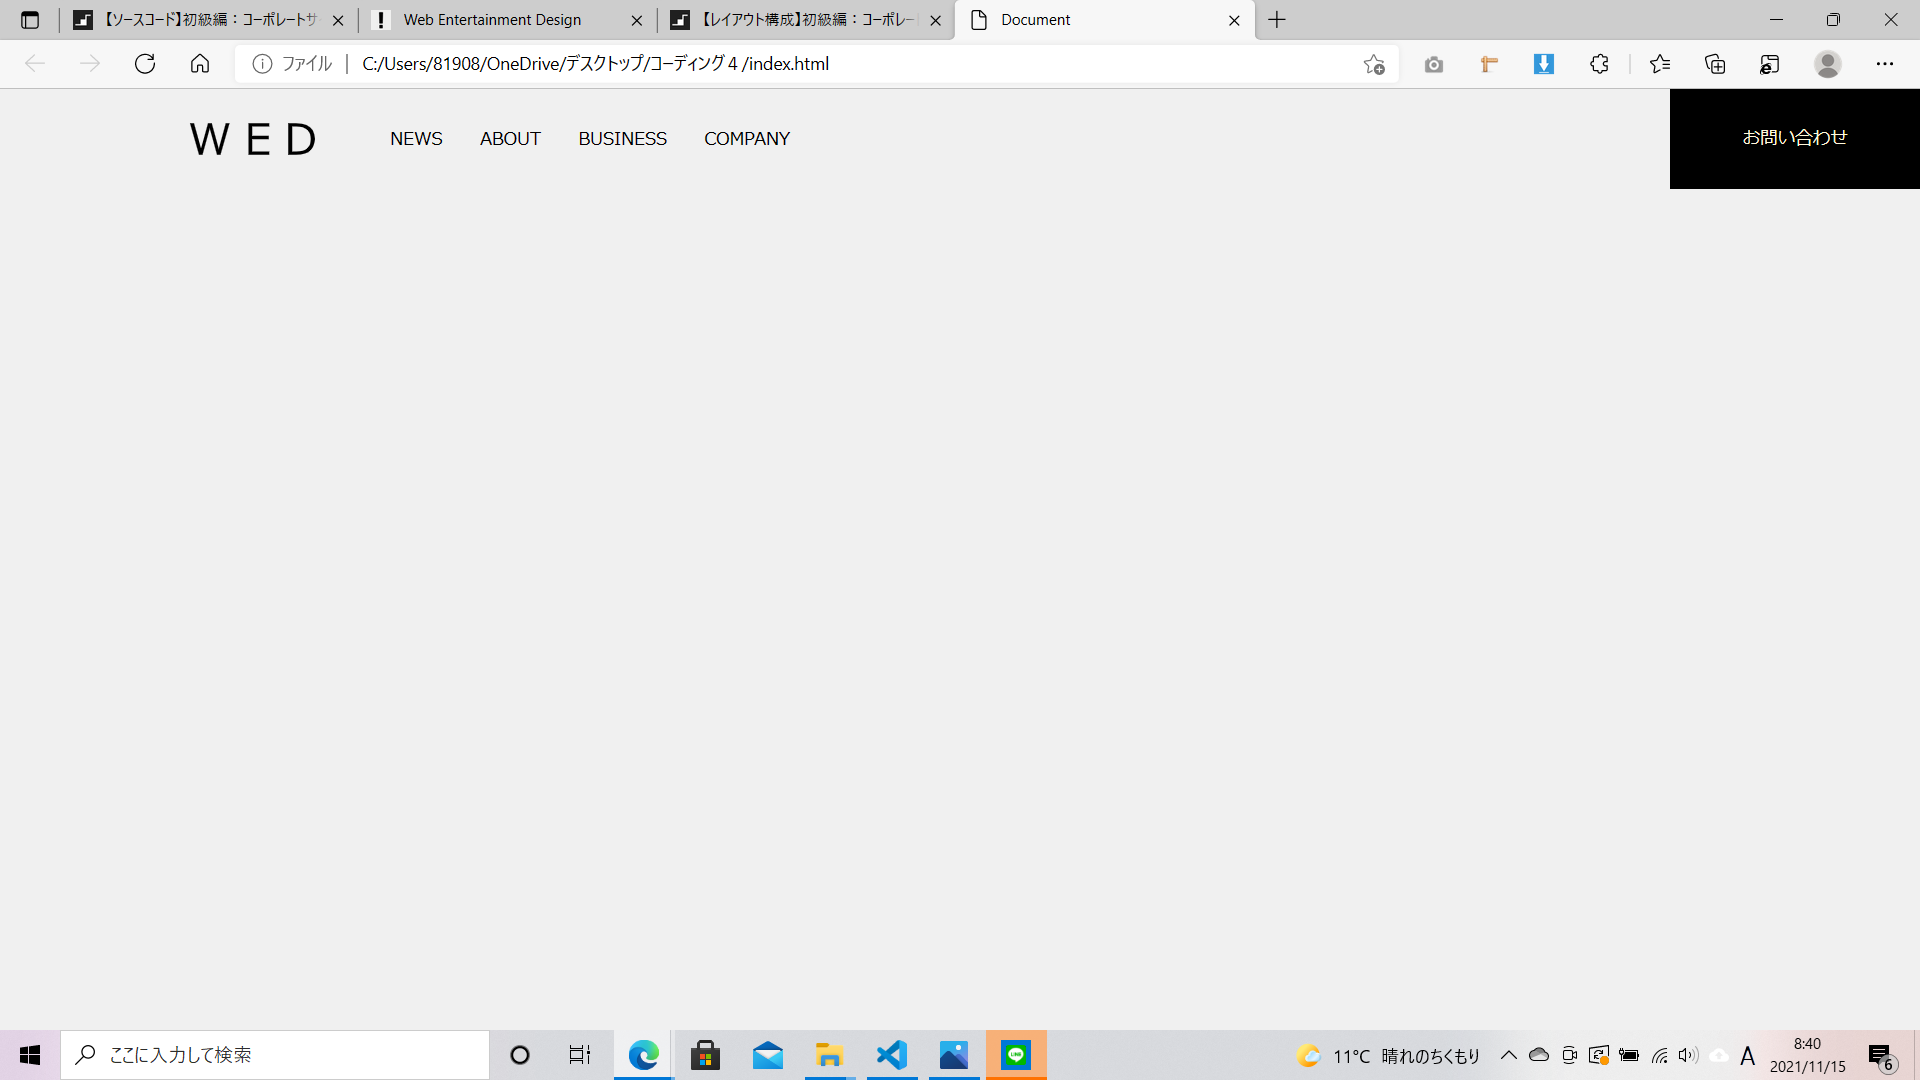 【ソースコード】初級編：コーポレートサ
Web Entertainment Design
【レイアウト構成】初級編：コーポレー
Document
ファイル
C:/Users/81908/OneDrive/デスクトップ/コーディング４/index.html
WED
NEWS
ABOUT
BUSINESS
COMPANY
お問い合わせ
ここに入力して検索
LINE
11°C 晴れのちくもり
A
8:40
2021/11/15
6